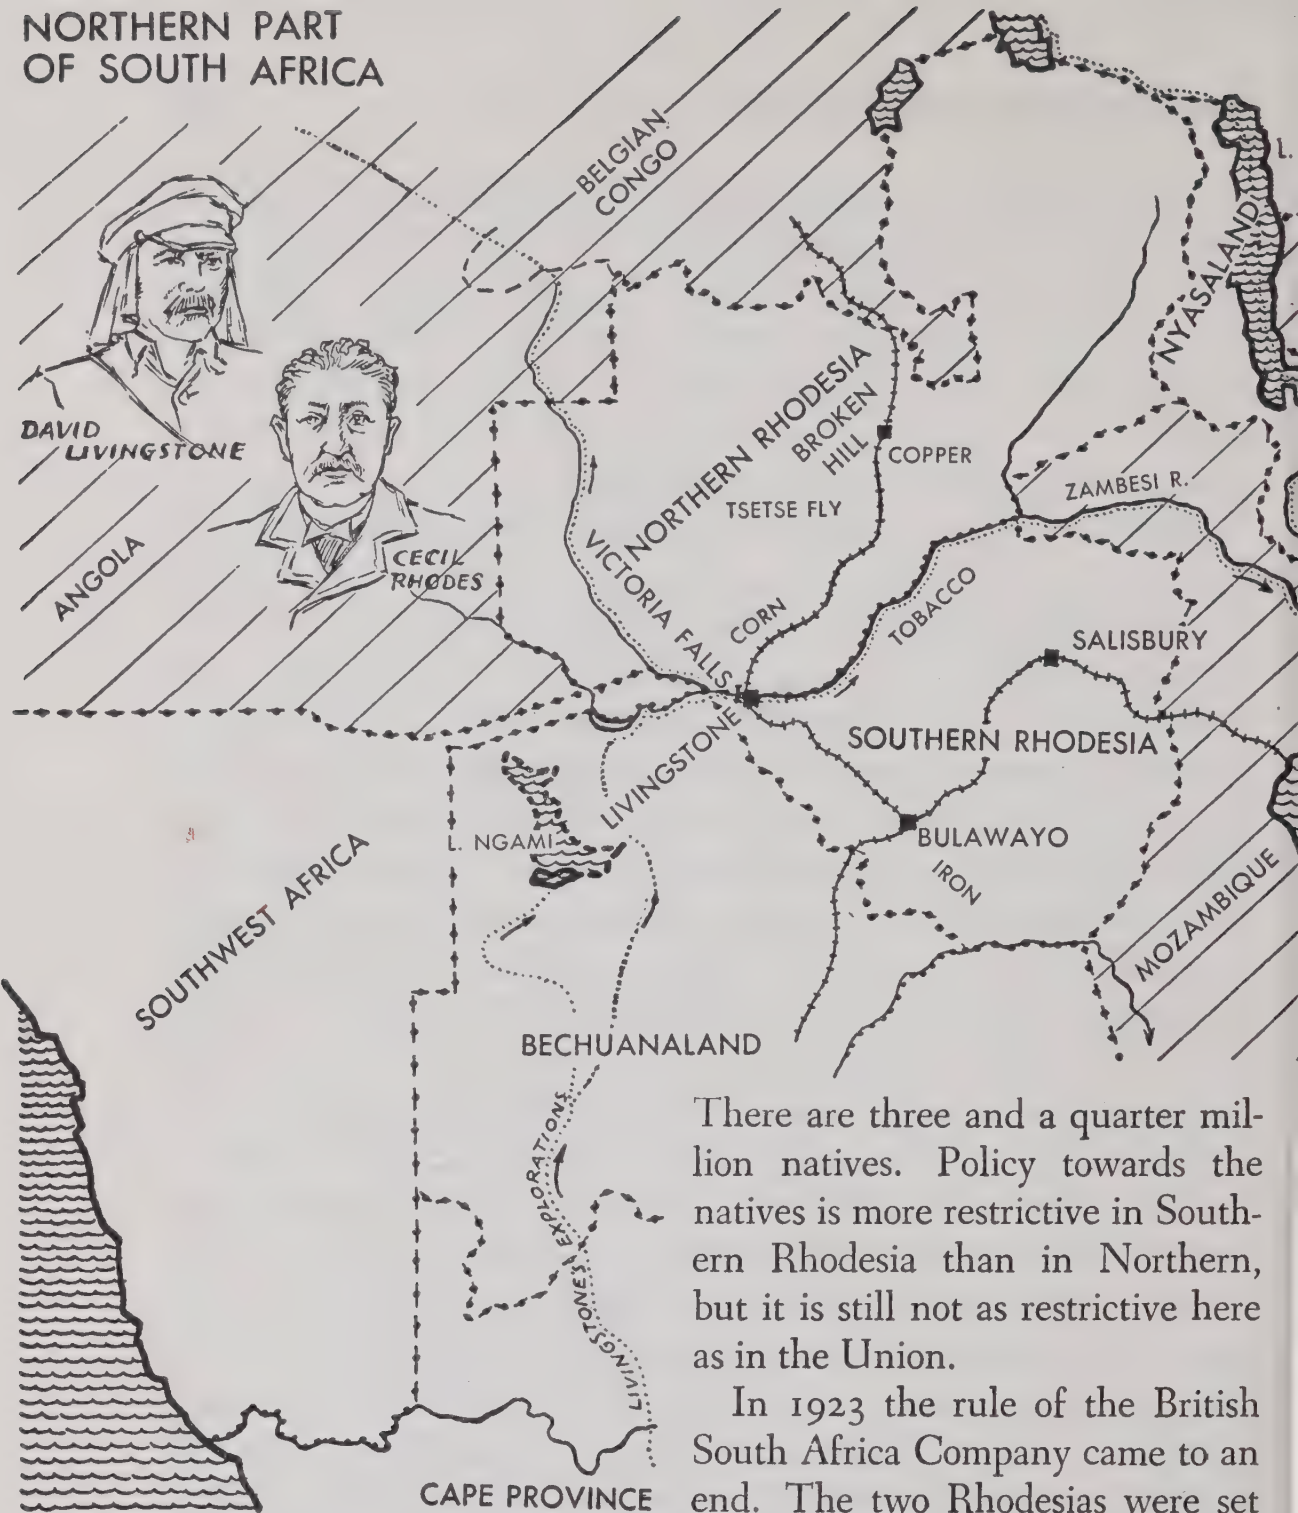 NORTHERN PART
OF SOUTH AFRICA
BELGIAN
CONGO
L.
NYASALAND
DAVID
LIVINGSTONE
CECIL
RHODES
ANGOLA
NORTHERN RHODESIA
BROKEN
HILL
COPPER
TSETSE FLY
ZAMBESI R.
VICTORIA FALLS
CORN
TOBACCO
SALISBURY
SOUTHERN RHODESIA
LIVINGSTONE
L. NGAMI
BULAWAYO
IRON
SOUTHWEST AFRICA
MOZAMBIQUE
BECHUANALAND
LIVINGSTONES EXPLORATIONS
CAPE PROVINCE
There are three and a quarter mil-
lion natives. Policy towards the
natives is more restrictive in South-
ern Rhodesia than in Northern,
but it is still not as restrictive here
as in the Union.
In 1923 the rule of the British
South Africa Company came to an
end. The two Rhodesias were set